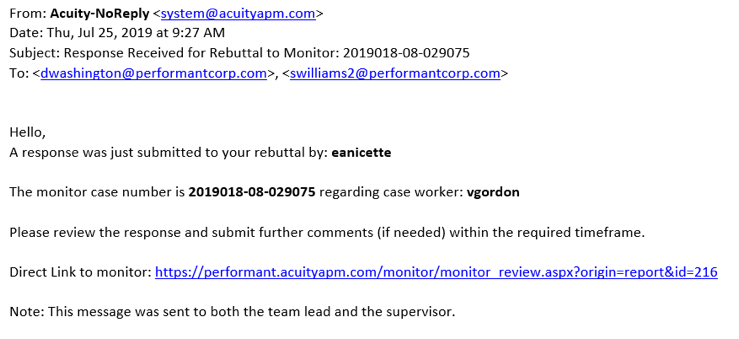 From: Acuity-NoReply <system@acuityapm.com>
Date: Thu, Jul 25, 2019 at 9:27 AM
Subject: Response Received for Rebuttal to Monitor: 2019018-08-029075
To: <dwashington@performantcorp.com>, <swilliams2@performantcorp.com>
Hello,
A response was just submitted to your rebuttal by: eanicette
The monitor case number is 2019018-08-029075 regarding case worker: vgordon
Please review the response and submit further comments (if needed) within the required timeframe.
Direct Link to monitor: https://performant.acuityapm.com/monitor/monitor_review.aspx?origin=report&id=216
Note: This message was sent to both the team lead and the supervisor.